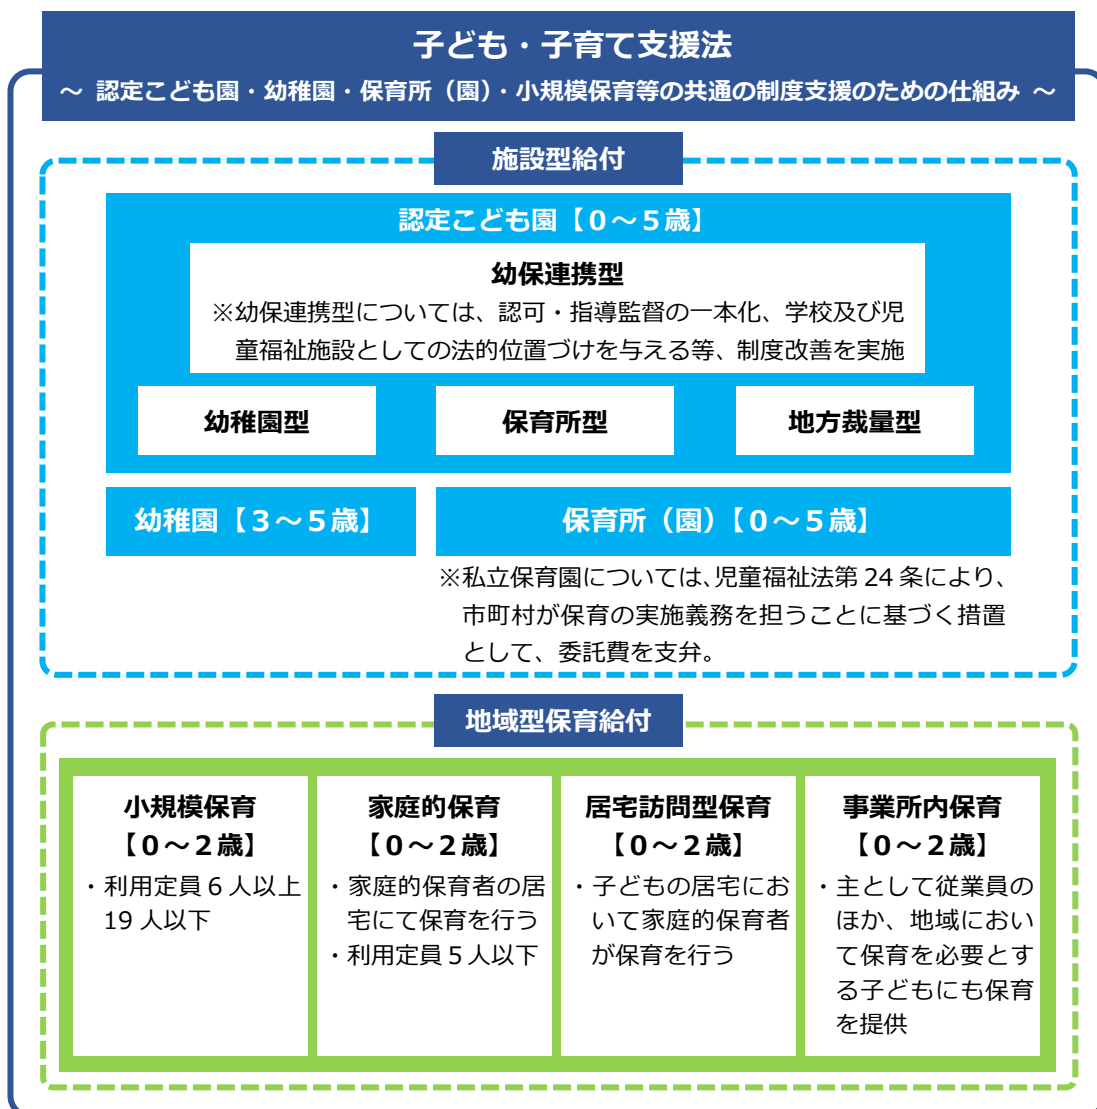 子ども・子育て支援法
～ 認定こども園・幼稚園・保育所（園）・小規模保育等の共通の制度支援のための仕組み ～
施設型給付
認定こども園【０～５歳】
幼保連携型
※幼保連携型については、認可・指導監督の一本化、学校及び児
童福祉施設としての法的位置づけを与える等、制度改善を実施
幼稚園型
保育所型
地方裁量型
幼稚園【３～５歳】
保育所（園）【０～５歳】
※私立保育園については、児童福祉法第 24 条により、
市町村が保育の実施義務を担うことに基づく措置
として、委託費を支弁。
地域型保育給付
小規模保育
【０～２歳】
・利用定員６人以上
19 人以下
家庭的保育
【０～２歳】
・家庭的保育者の居
宅にて保育を行う
・利用定員５人以下
居宅訪問型保育
【０～２歳】
・子どもの居宅にお
いて家庭的保育者
が保育を行う
事業所内保育
【０～２歳】
・主として従業員の
ほか、地域におい
て保育を必要とす
る子どもにも保育
を提供